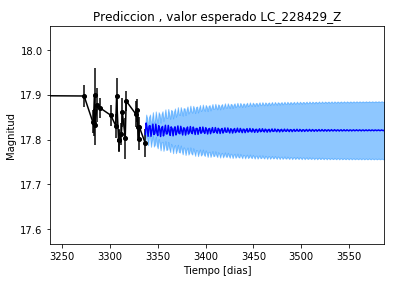 Prediccion , valor esperado LC_228429_Z
18.0
17.9
17.8
17.7
17.6
Magnitud
3250 3300 3350 3400 3450 3500 3550
Tiempo [dias]